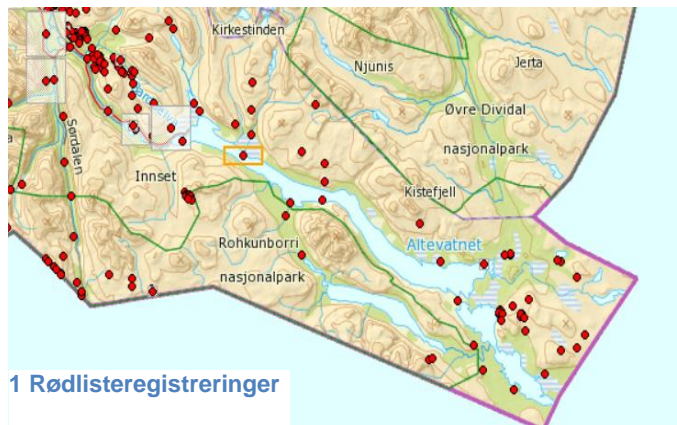 Kirkestinden
Njunis
Jerta
Øvre Dividal
nasjonalpark
Sørdalen
Innset
Kistefjell
Rohkunborri
nasjonalpark
Altevatnet
1 Rødlisteregistreringer